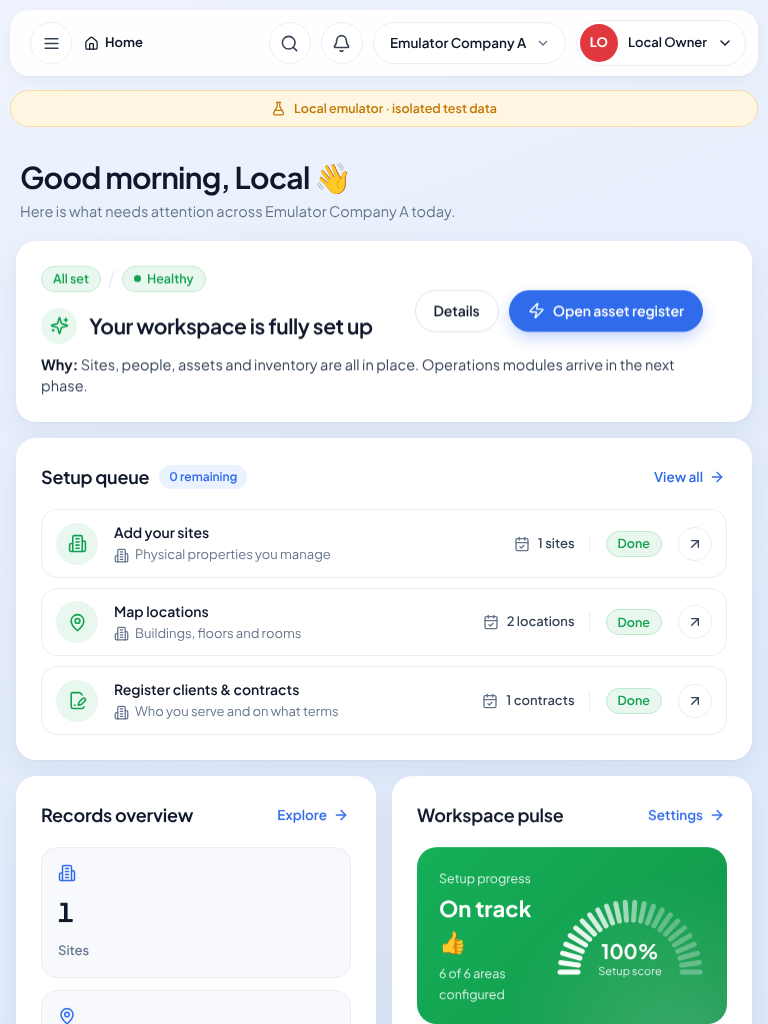 Home
Emulator Company A
LO
Local Owner
Local emulator · isolated test data
Good morning, Local 👋
Here is what needs attention across Emulator Company A today.
All set / Healthy
Your workspace is fully set up
Details
Open asset register
Why: Sites, people, assets and inventory are all in place. Operations modules arrive in the next
phase.
Setup queue
0 remaining
View all
Add your sites
Physical properties you manage
1 sites
Done
Map locations
Buildings, floors and rooms
2 locations
Done
Register clients & contracts
Who you serve and on what terms
1 contracts
Done
Records overview
Explore
1
Sites
Workspace pulse
Settings
Setup progress
On track
👍
6 of 6 areas
configured
100%
Setup score